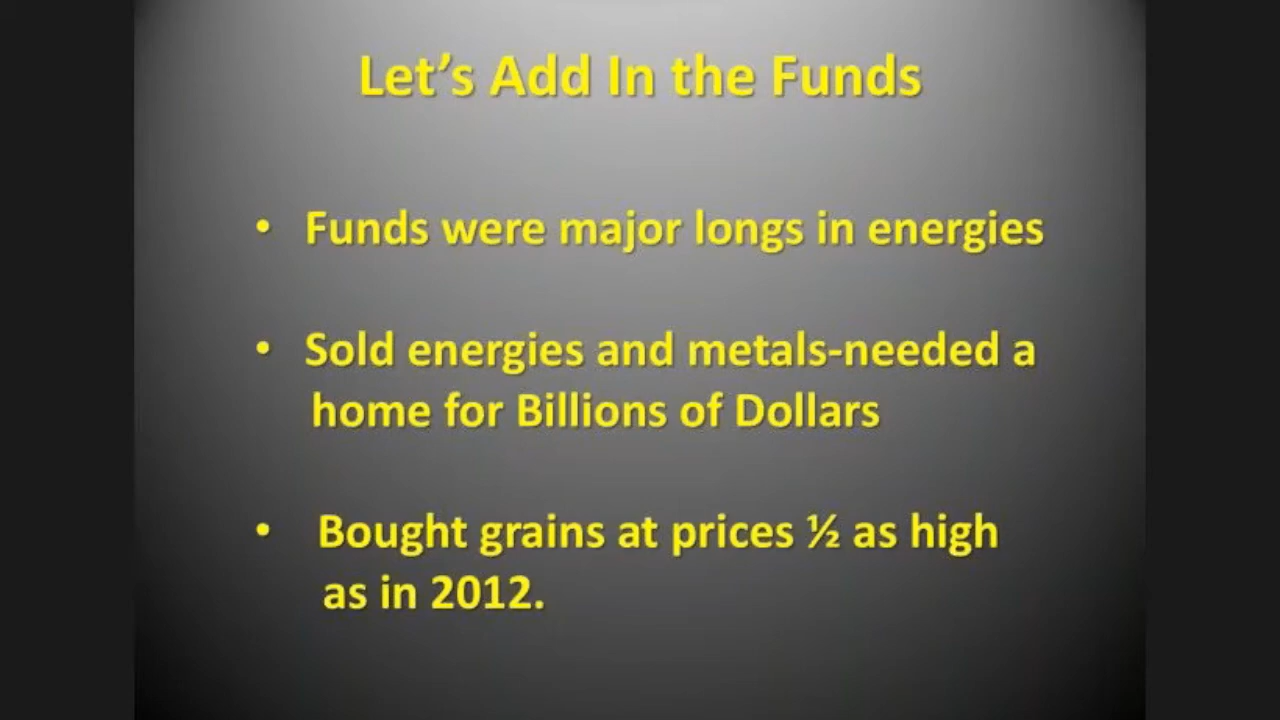 Let’s Add In the Funds
• Funds were major longs in energies
• Sold energies and metals-needed a
home for Billions of Dollars
• Bought grains at prices ½ as high
as in 2012.